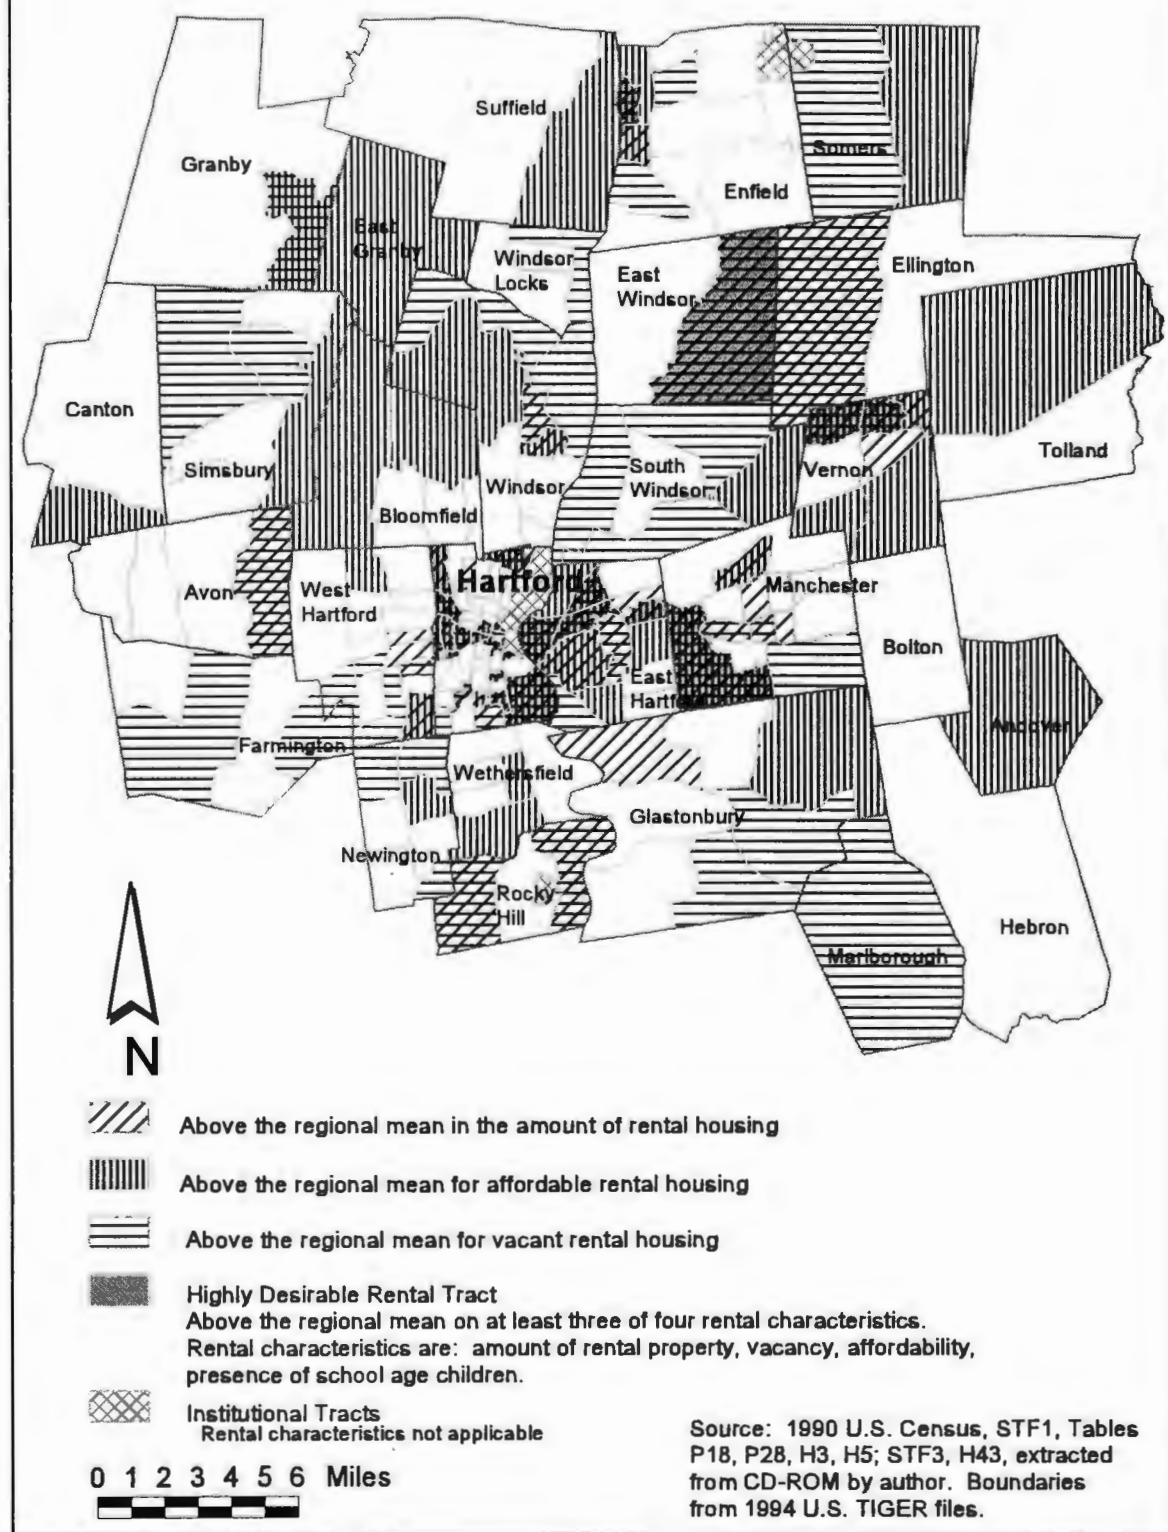 Suffield
Granby
Somers
Enfield
East
Granby
Windsor
Locks
East
Windsor
Ellington
Canton
Simsbury
South
Windsor
Vernon
Tolland
Windsor
Bloomfield
Hartford
Avon
West
Hartford
Manchester
Bolton
East
Hartford
Andover
Farmington
Wethersfield
Glastonbury
Newington
Rocky
Hill
Hebron
Marlborough
N
Above the regional mean in the amount of rental housing
Above the regional mean for affordable rental housing
Above the regional mean for vacant rental housing
Highly Desirable Rental Tract
Above the regional mean on at least three of four rental characteristics.
Rental characteristics are: amount of rental property, vacancy, affordability,
presence of school age children.
Institutional Tracts
Rental characteristics not applicable
0 1 2 3 4 5 6 Miles
Source: 1990 U.S. Census, STF1, Tables
P18, P28, H3, H5; STF3, H43, extracted
from CD-ROM by author. Boundaries
from 1994 U.S. TIGER files.